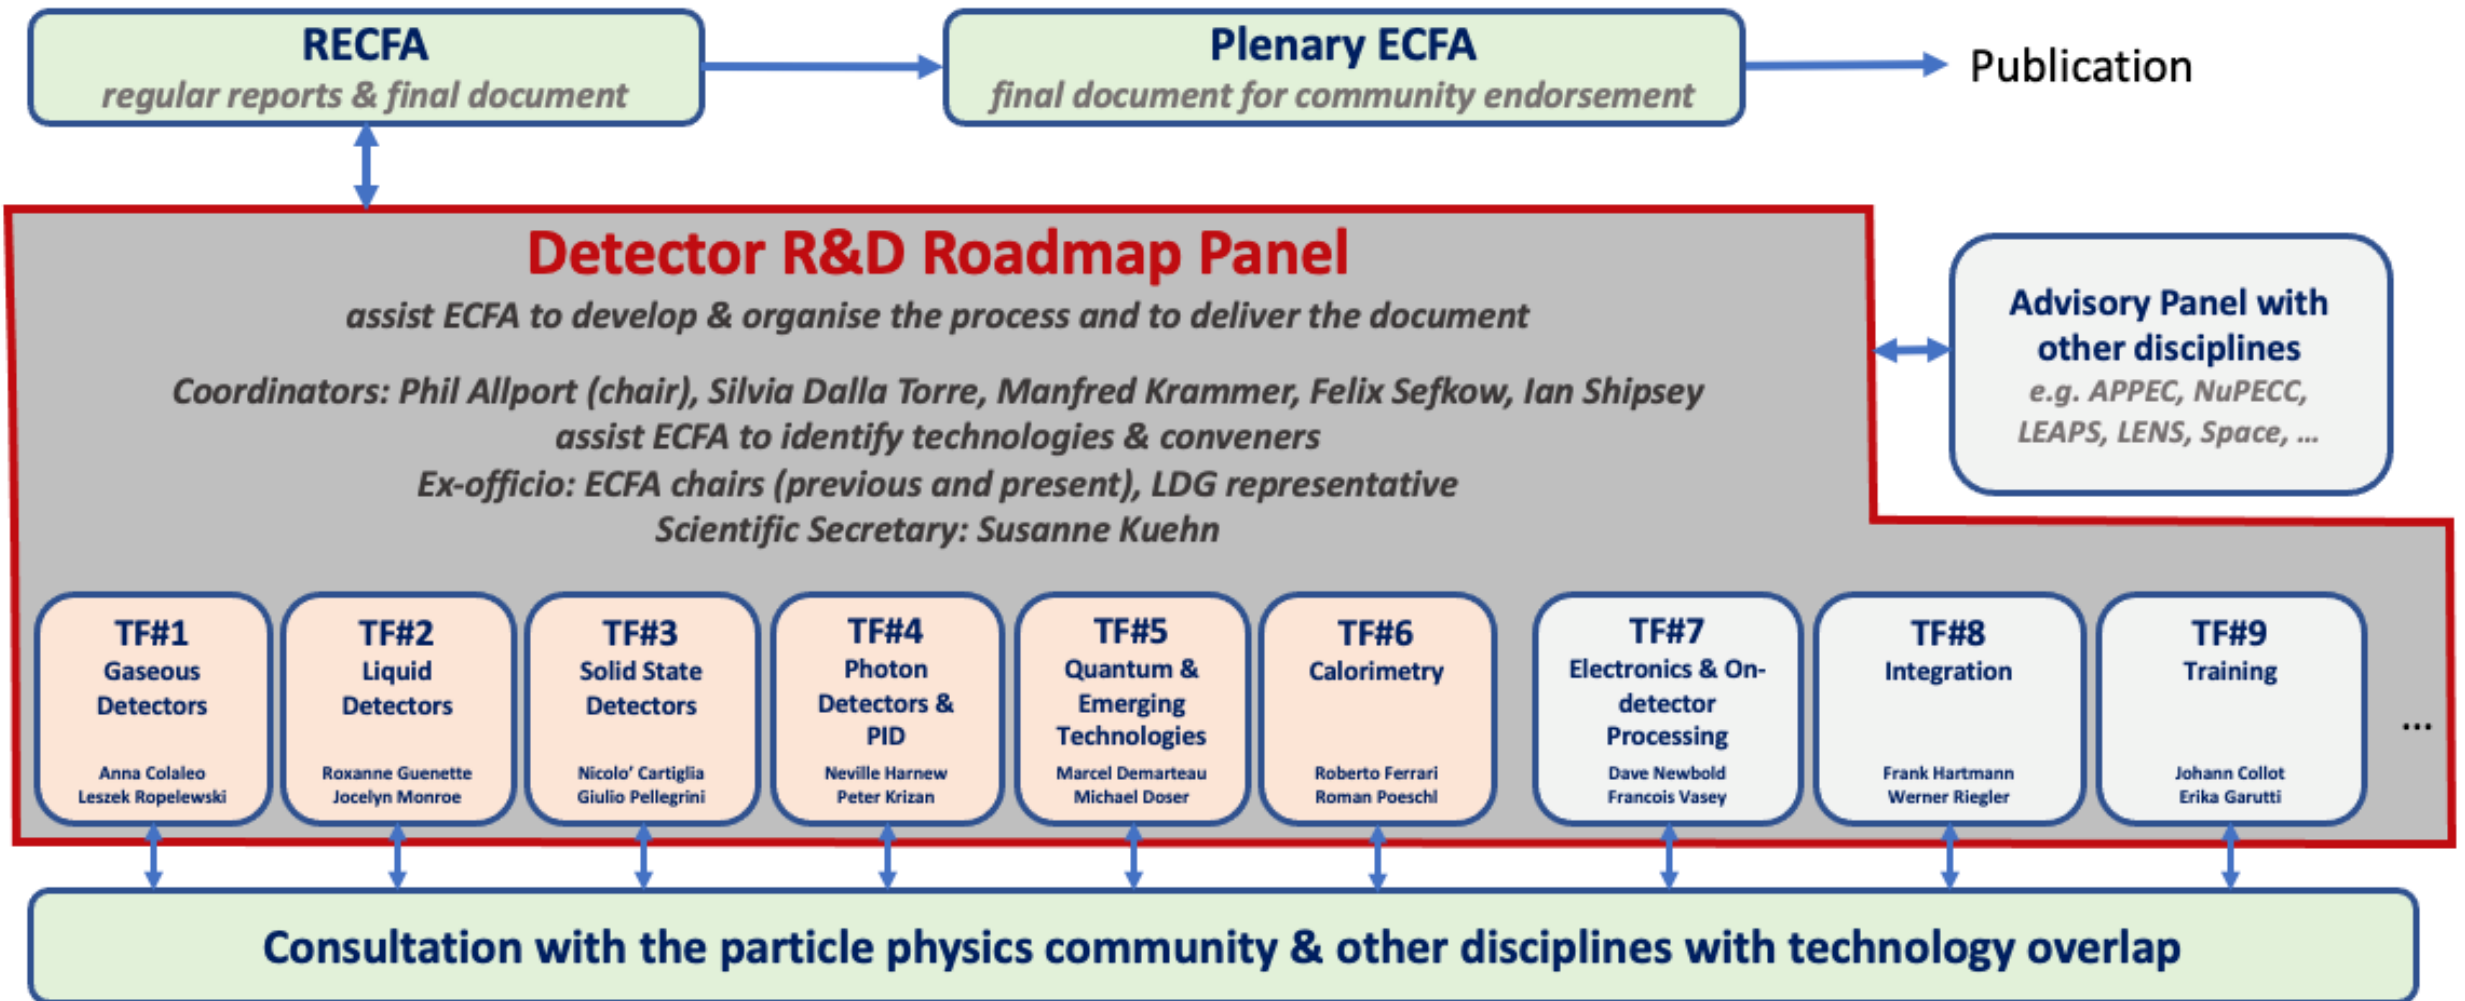 RECFA
regular reports & final document
Plenary ECFA
final document for community endorsement
Publication
Detector R&D Roadmap Panel
assist ECFA to develop & organise the process and to deliver the document
Coordinators: Phil Allport (chair), Silvia Dalla Torre, Manfred Krammer, Felix Sefkow, Ian Shipsey
assist ECFA to identify technologies & conveners
Ex-officio: ECFA chairs (previous and present), LDG representative
Scientific Secretary: Susanne Kuehn
Advisory Panel with
other disciplines
e.g. APPEC, NuPECC,
LEAPS, LENS, Space, …
TF#1
Gaseous
Detectors
Anna Colaleo
Leszek Ropelewski
TF#2
Liquid
Detectors
Roxanne Guenette
Jocelyn Monroe
TF#3
Solid State
Detectors
Nicolo’ Cartiglia
Giulio Pellegrini
TF#4
Photon
Detectors &
PID
Neville Harnew
Peter Krizan
TF#5
Quantum &
Emerging
Technologies
Marcel Demarteau
Michael Doser
TF#6
Calorimetry
Roberto Ferrari
Roman Poeschl
TF#7
Electronics & On-
detector
Processing
Dave Newbold
Francois Vasey
TF#8
Integration
Frank Hartmann
Werner Riegler
TF#9
Training
Johann Collot
Erika Garutti
…
Consultation with the particle physics community & other disciplines with technology overlap